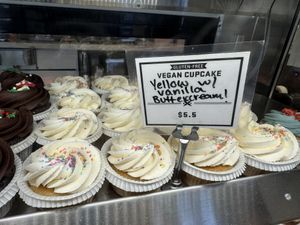 GLUTEN-FREE
VEGAN CUPCAKE
Yellow w/
vanilla
Buttercream!
$5.5